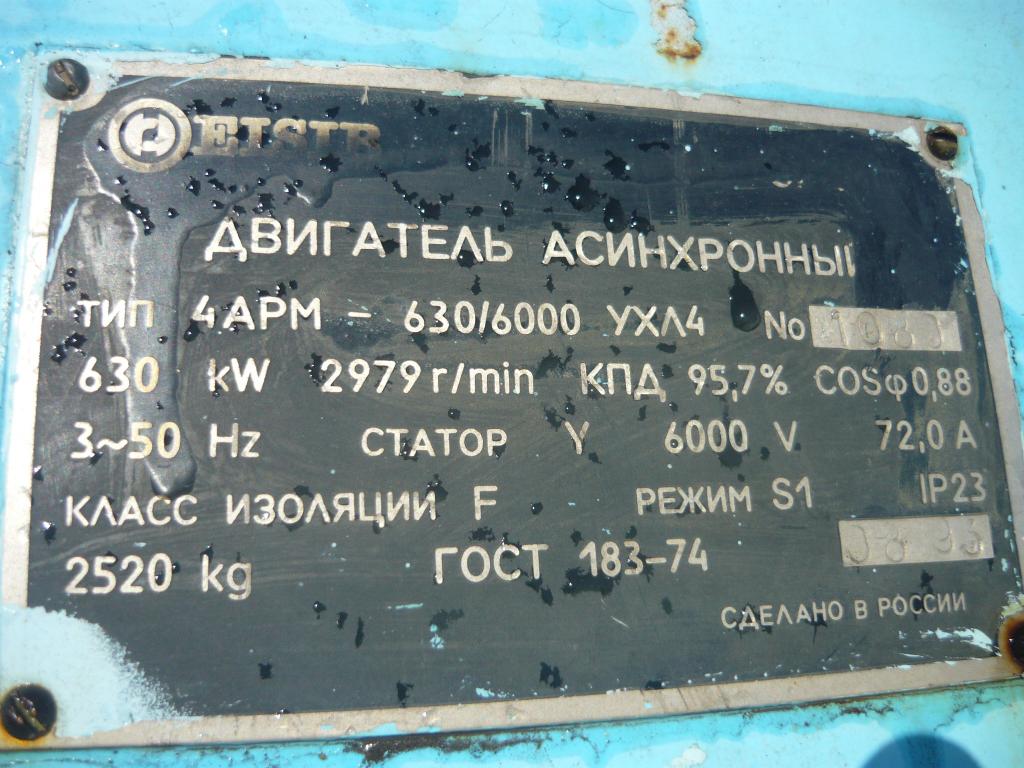 ELSIB
ДВИГАТЕЛЬ АСИНХРОННЫЙ
ТИП 4АРМ – 630/6000 УХЛ4 No
630 kW 2979 r/min КПД 95,7% COSφ 0,88
3~50 Hz СТАТОР Y 6000 V 72,0 A
КЛАСС ИЗОЛЯЦИИ F РЕЖИМ S1 IP23
2520 kg ГОСТ 183–74
СДЕЛАНО В РОССИИ